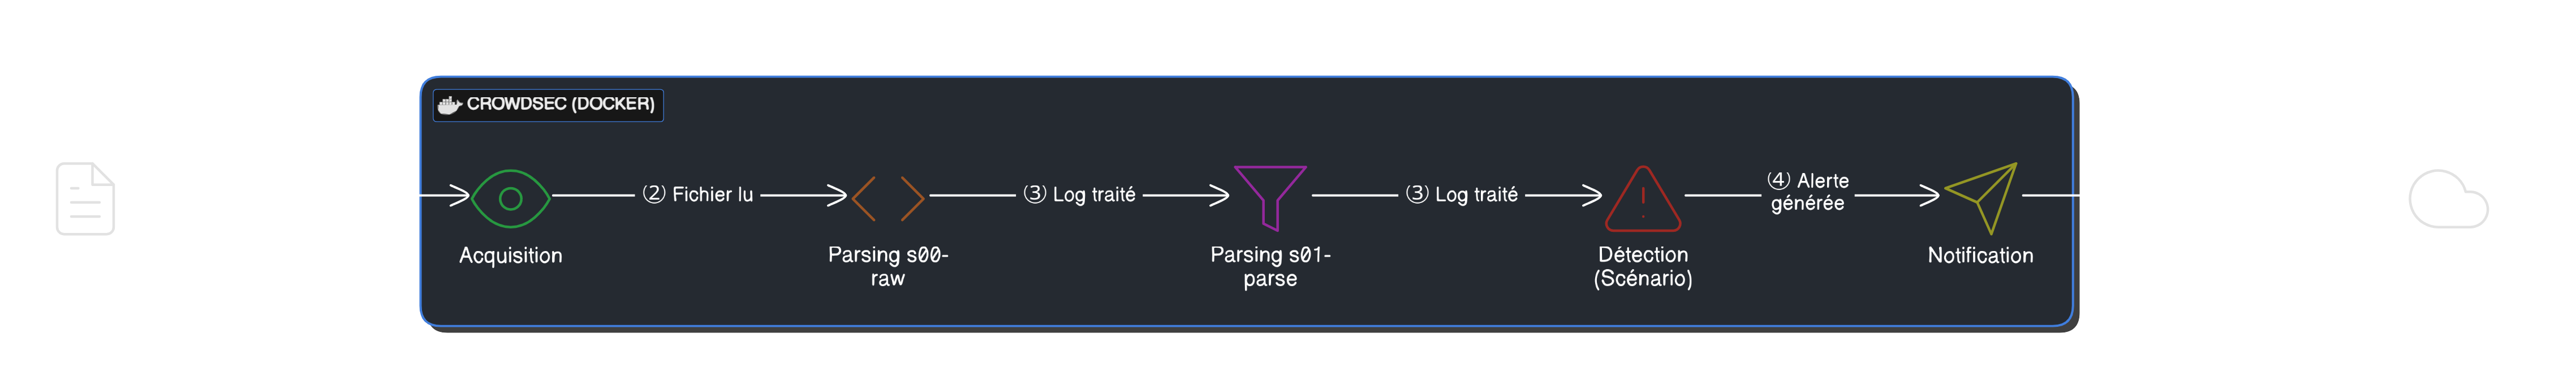 CROWDSEC (DOCKER)
② Fichier lu
③ Log traité
③ Log traité
④ Alerte
générée
Acquisition
Parsing s00-
raw
Parsing s01-
parse
Détection
(Scénario)
Notification